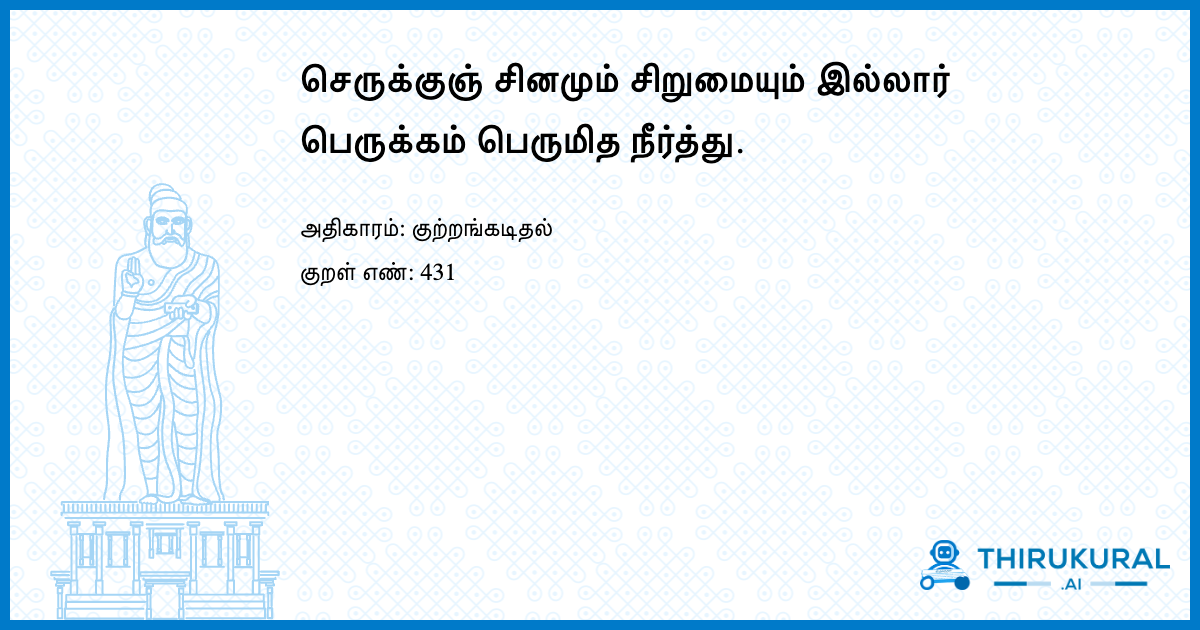 செருக்குஞ் சினமும் சிறுமையும் இல்லார்
பெருக்கம் பெருமித நீர்த்து.
அதிகாரம்: குற்றங்கடிதல்
குறள் எண்: 431
THIRUKURAL
.AI